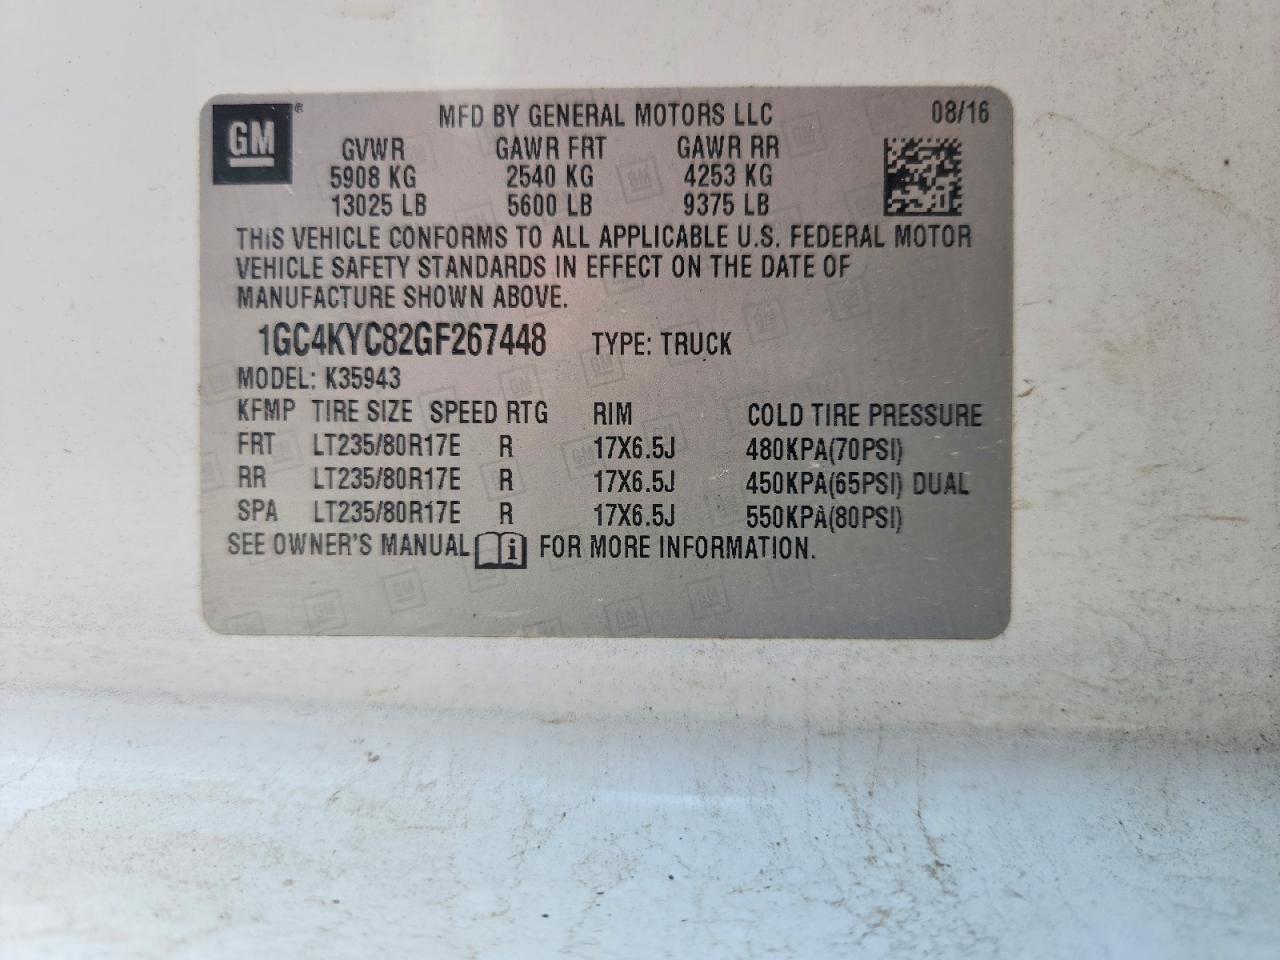 GM ® MFD BY GENERAL MOTORS LLC 08/16
GVWR GAWR FRT GAWR RR
5908 KG 2540 KG 4253 KG
13025 LB 5600 LB 9375 LB
THIS VEHICLE CONFORMS TO ALL APPLICABLE U.S. FEDERAL MOTOR
VEHICLE SAFETY STANDARDS IN EFFECT ON THE DATE OF
MANUFACTURE SHOWN ABOVE.
1GC4KYC82GF267448 TYPE: TRUCK
MODEL: K35943
KFMP TIRE SIZE SPEED RTG RIM COLD TIRE PRESSURE
FRT LT235/80R17E R 17X6.5J 480KPA(70PSI)
RR LT235/80R17E R 17X6.5J 450KPA(65PSI) DUAL
SPA LT235/80R17E R 17X6.5J 550KPA(80PSI)
SEE OWNER'S MANUAL i FOR MORE INFORMATION.